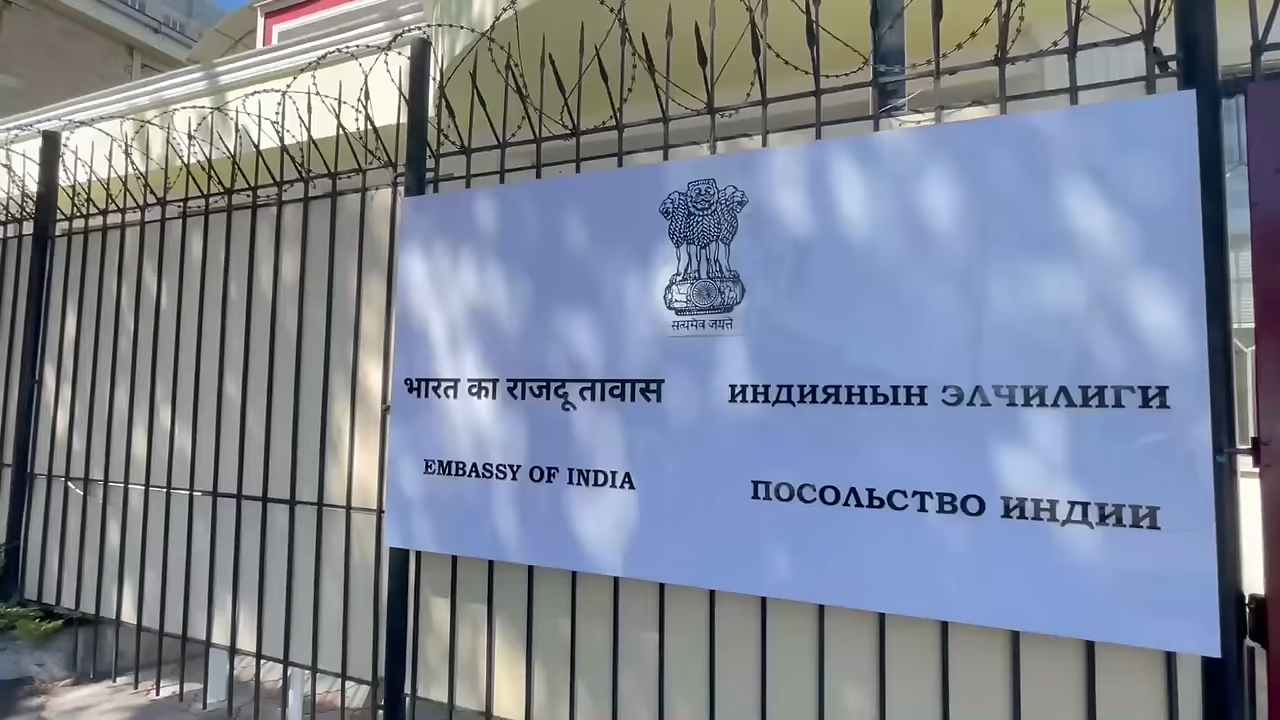 सत्यमेव जयते
भारत का राजदू तावास
ИНДИЯНЫН ЭЛЧИЛИГИ
EMBASSY OF INDIA
ПОСОЛЬСТВО ИНДИИ